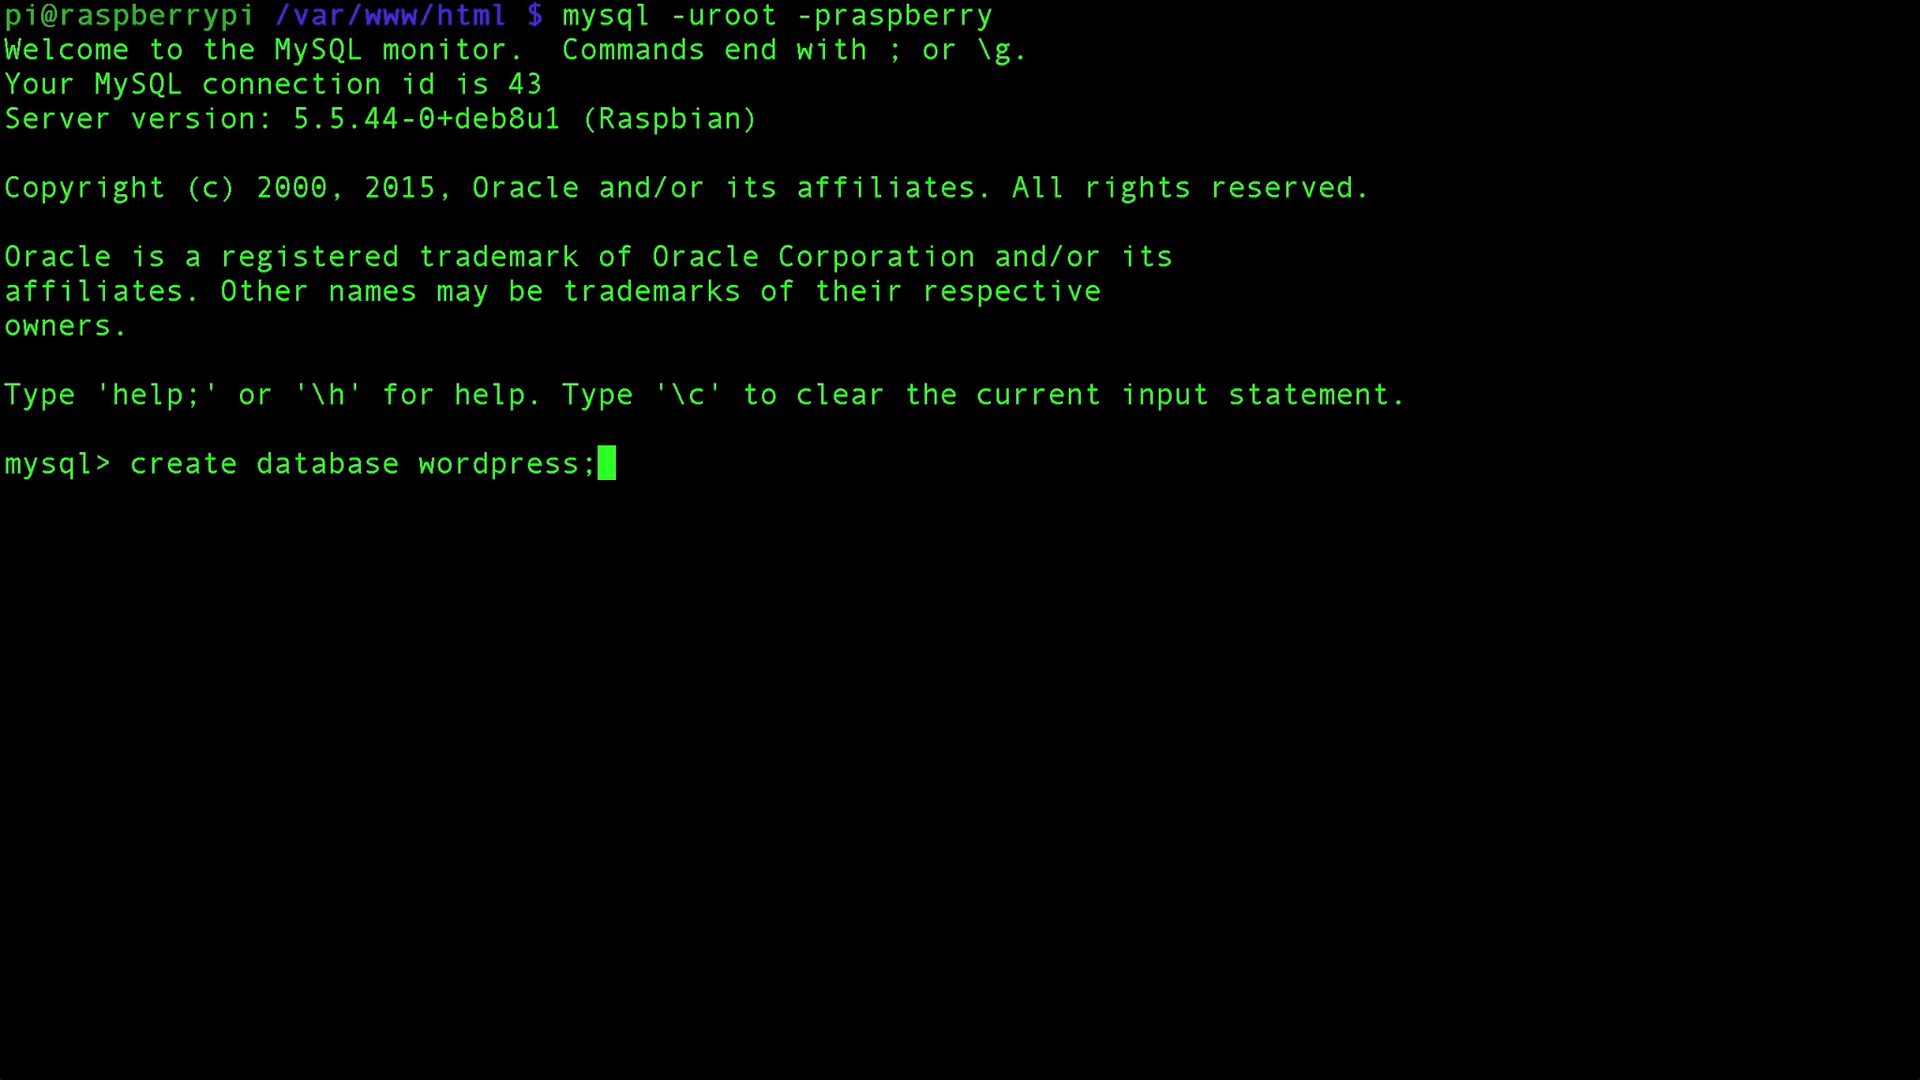 pi@raspberrypi /var/www/html $ mysql -uroot -praspberry
Welcome to the MySQL monitor.  Commands end with ; or \g.
Your MySQL connection id is 43
Server version: 5.5.44-0+deb8u1 (Raspbian)
Copyright (c) 2000, 2015, Oracle and/or its affiliates. All rights reserved.
Oracle is a registered trademark of Oracle Corporation and/or its
affiliates. Other names may be trademarks of their respective
owners.
Type 'help;' or '\h' for help. Type '\c' to clear the current input statement.
mysql> create database wordpress;